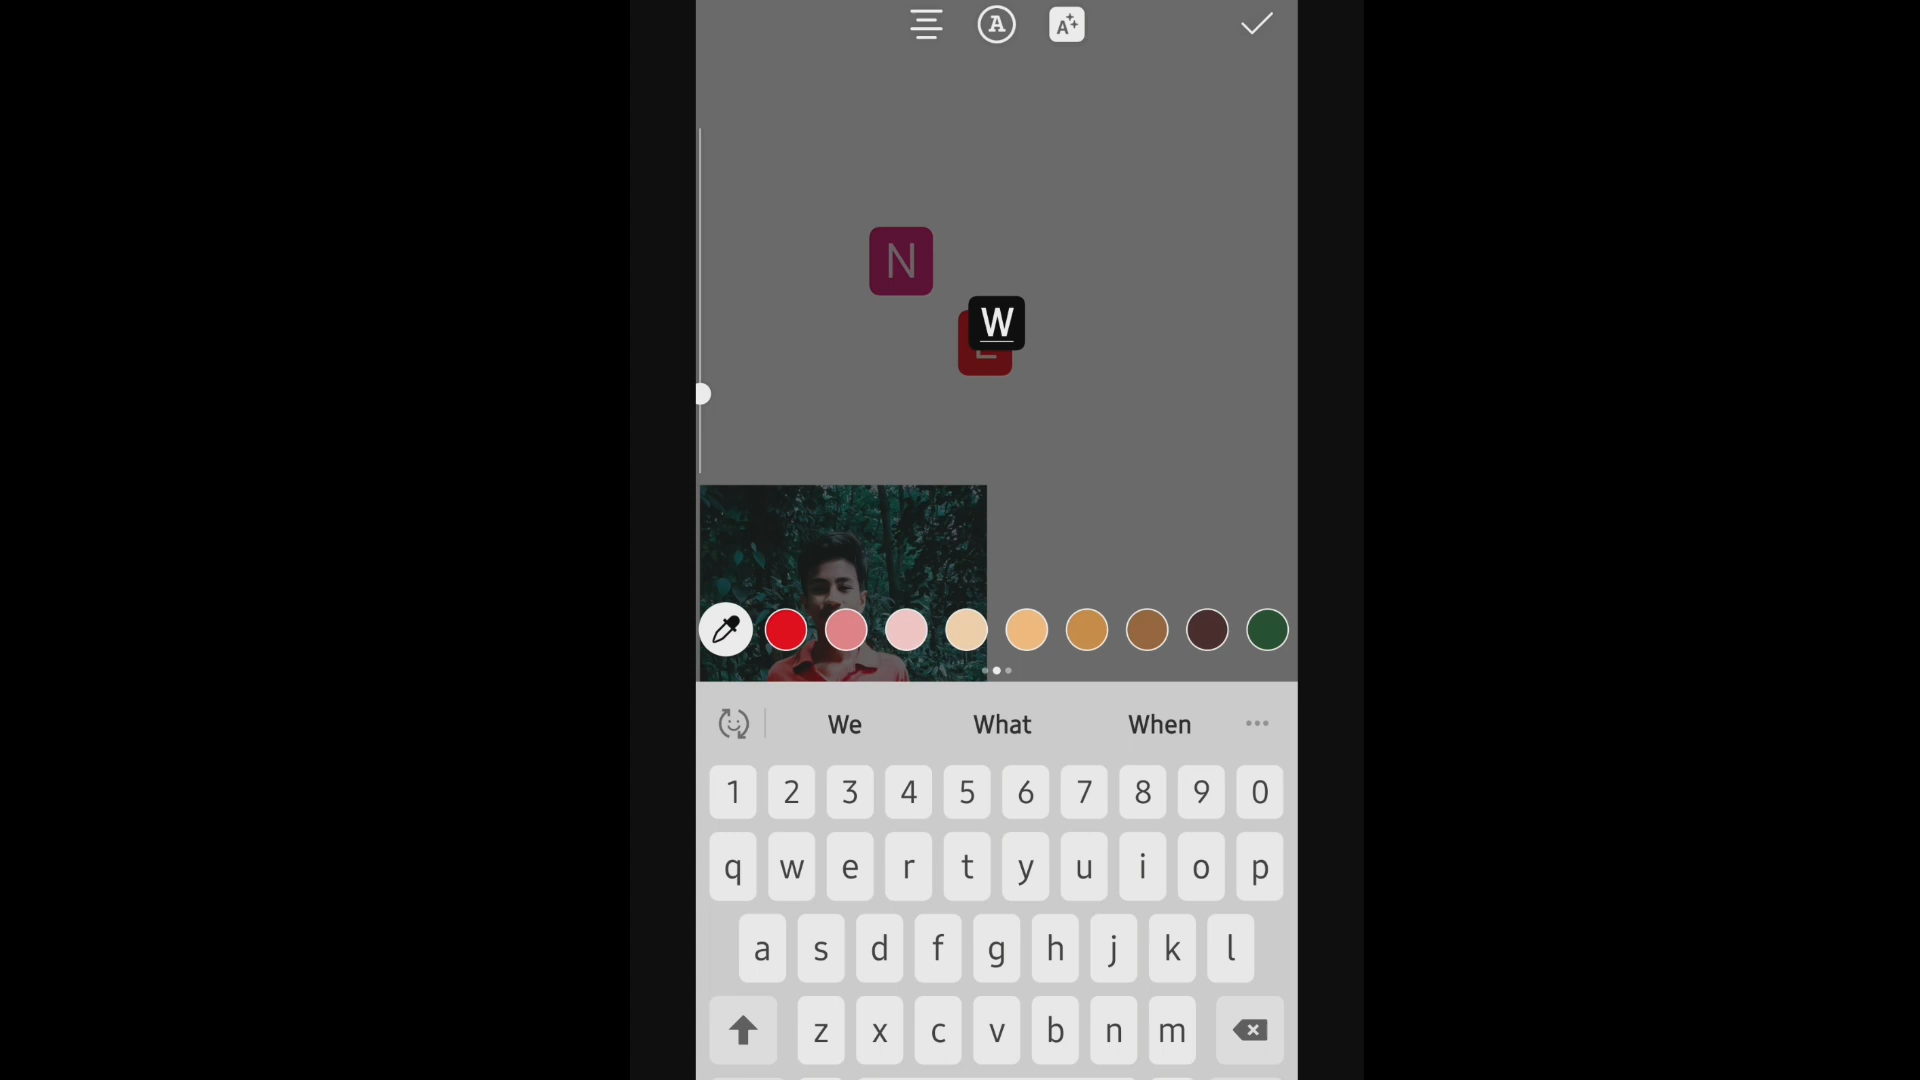 A
A
N
W
E
We What When
1 2 3 4 5 6 7 8 9 0
q w e r t y u i o p
a s d f g h j k l
z x c v b n m